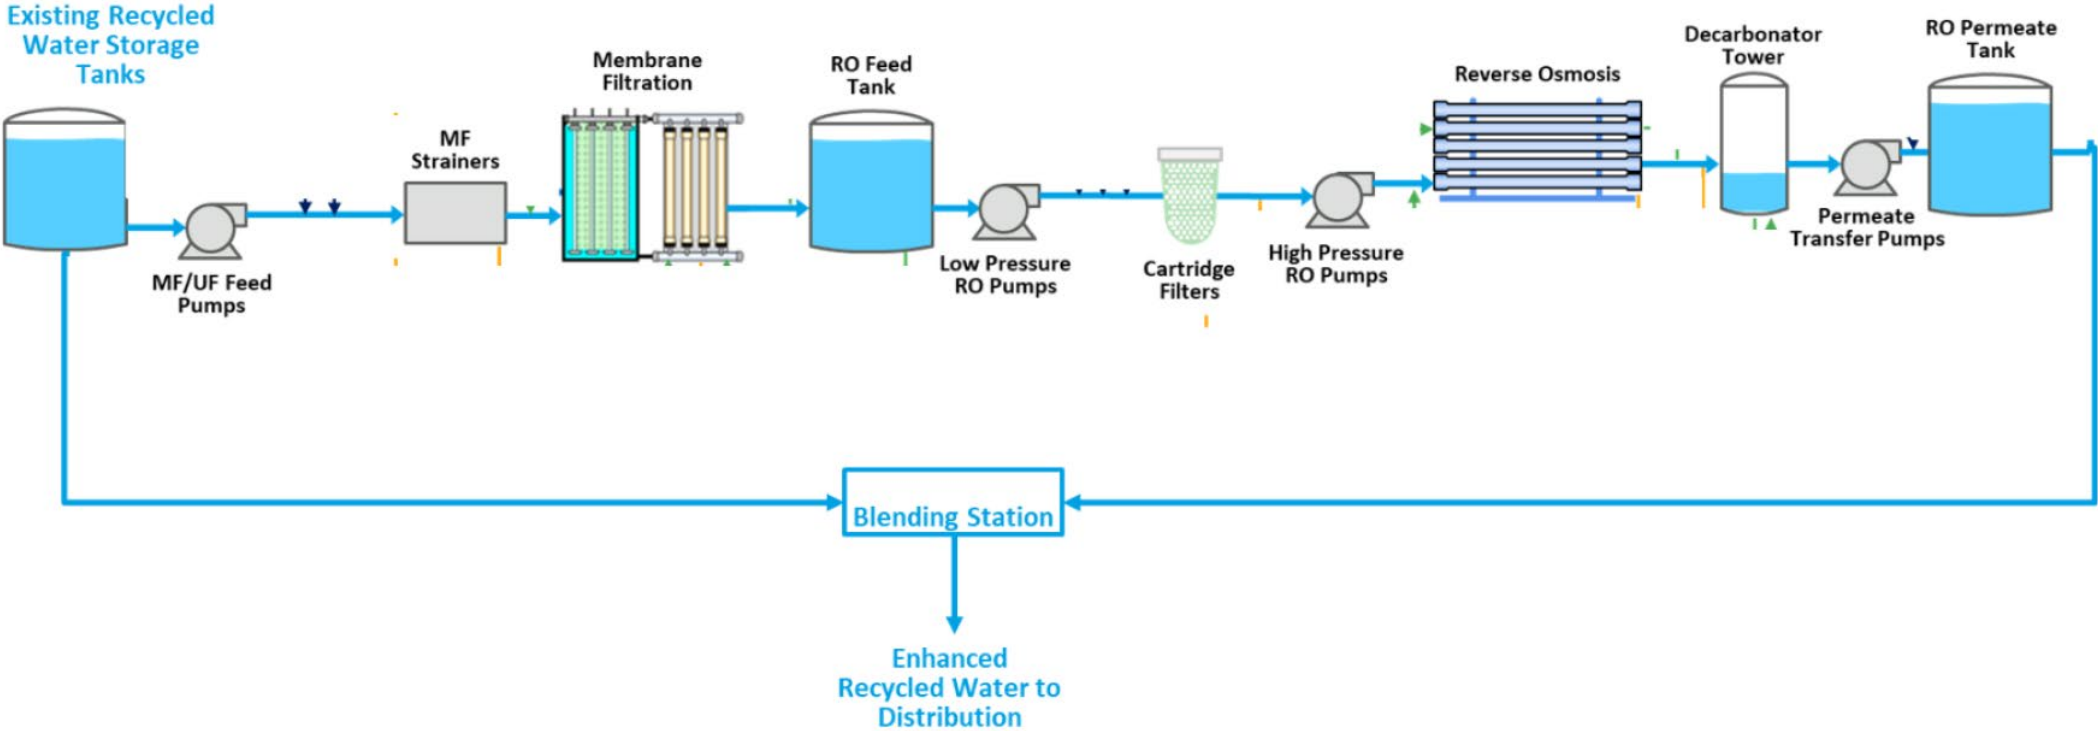 Existing Recycled
Water Storage
Tanks
MF/UF Feed
Pumps
MF
Strainers
Membrane
Filtration
RO Feed
Tank
Low Pressure
RO Pumps
Cartridge
Filters
High Pressure
RO Pumps
Reverse Osmosis
Decarbonator
Tower
Permeate
Transfer Pumps
RO Permeate
Tank
Blending Station
Enhanced
Recycled Water to
Distribution